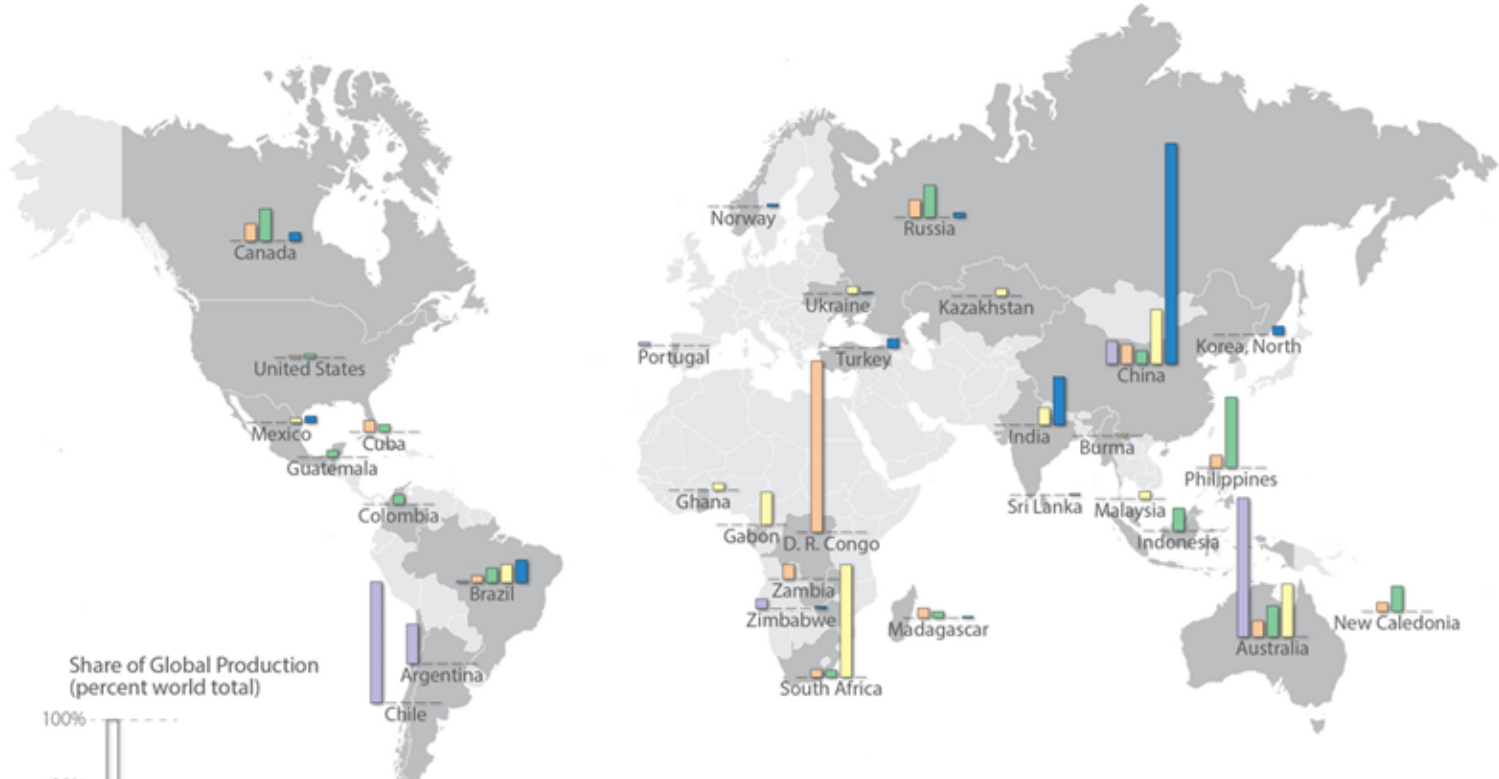 Canada
United States
Mexico
Cuba
Guatemala
Colombia
Brazil
Argentina
Chile
Norway
Russia
Ukraine
Kazakhstan
Portugal
Turkey
China
Korea, North
India
Burma
Philippines
Ghana
Gabon
D. R. Congo
Sri Lanka
Malaysia
Indonesia
Zambia
Zimbabwe
Madagascar
South Africa
Australia
New Caledonia
Share of Global Production
(percent world total)
100%